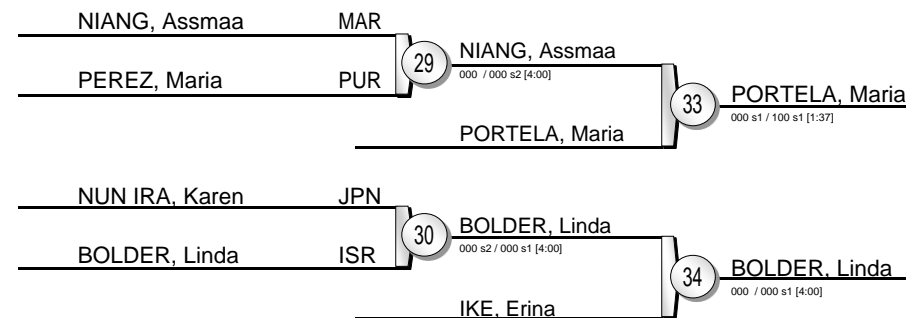 NIANG, Assmaa MAR
29
NIANG, Assmaa
000 / 000 s2 [4:00]
PEREZ, Maria PUR
33
PORTELA, Maria
000 s1 / 100 s1 [1:37]
PORTELA, Maria
NUN IRA, Karen JPN
30
BOLDER, Linda
000 s2 / 000 s1 [4:00]
BOLDER, Linda ISR
34
BOLDER, Linda
000 / 000 s1 [4:00]
IKE, Erina